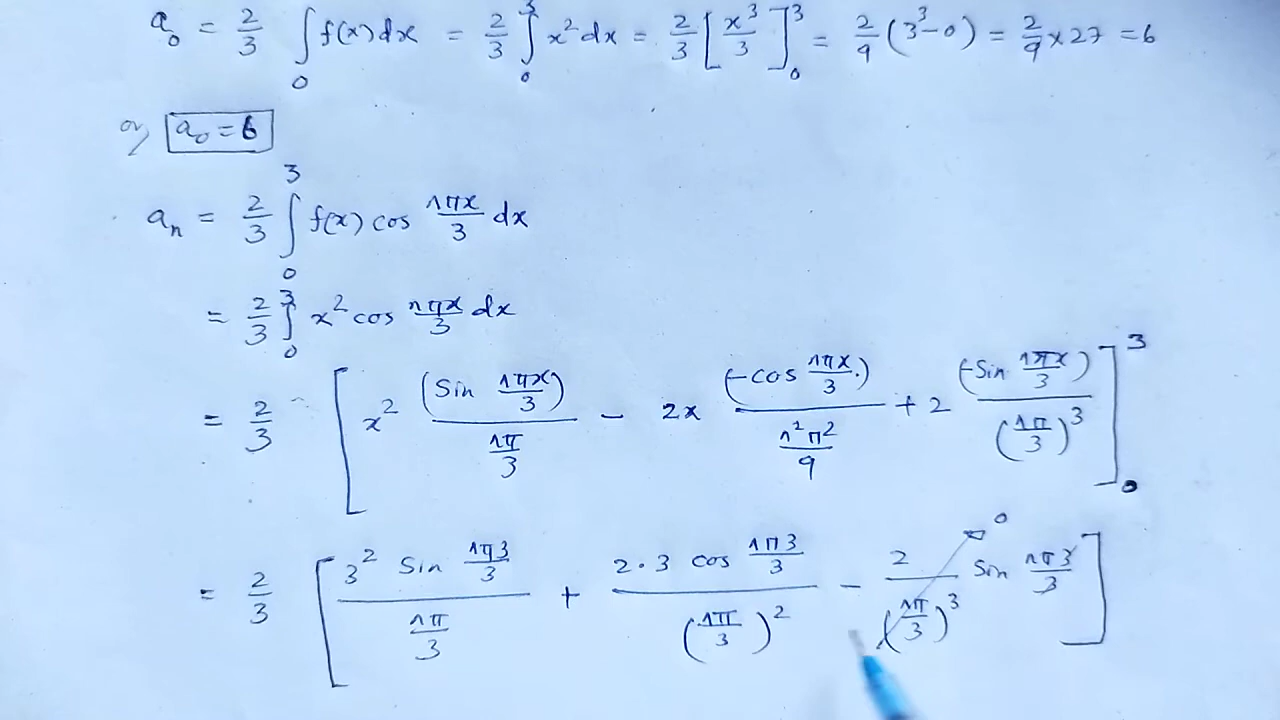 a₀ = 2/3 ∫₀ f(x) dx = 2/3 ∫₀³ x² dx = 2/3 [x³/3]₀³ = 2/9 (3³-0) = 2/9 × 27 = 6
or, a₀ = 6
aₙ = 2/3 ∫₀³ f(x) cos nπx/3 dx
= 2/3 ∫₀³ x² cos nπx/3 dx
= 2/3 [x² (Sin nπx/3)/(nπ/3) - 2x (-cos nπx/3.)/(n²π²/9) + 2 (-Sin nπx/3)/(nπ/3)³]₀³
= 2/3 [(3² Sin nπ3/3)/(nπ/3) + (2·3 cos nπ3/3)/(nπ/3)² - 2/(nπ/3)³ Sin nπ3/3] 0